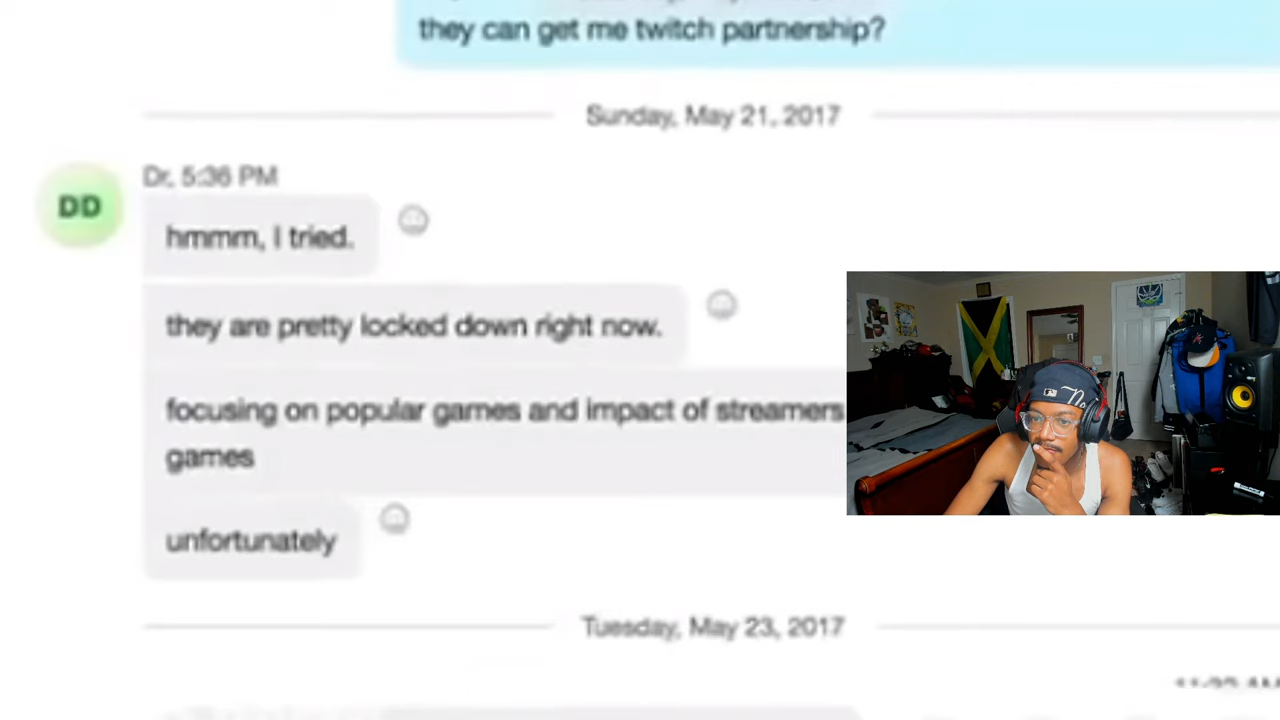 they can get me twitch partnership?
Sunday, May 21, 2017
Dr, 5:36 PM
DD
hmmm, I tried.
they are pretty locked down right now.
focusing on popular games and impact of streamers
games
unfortunately
Tuesday, May 23, 2017